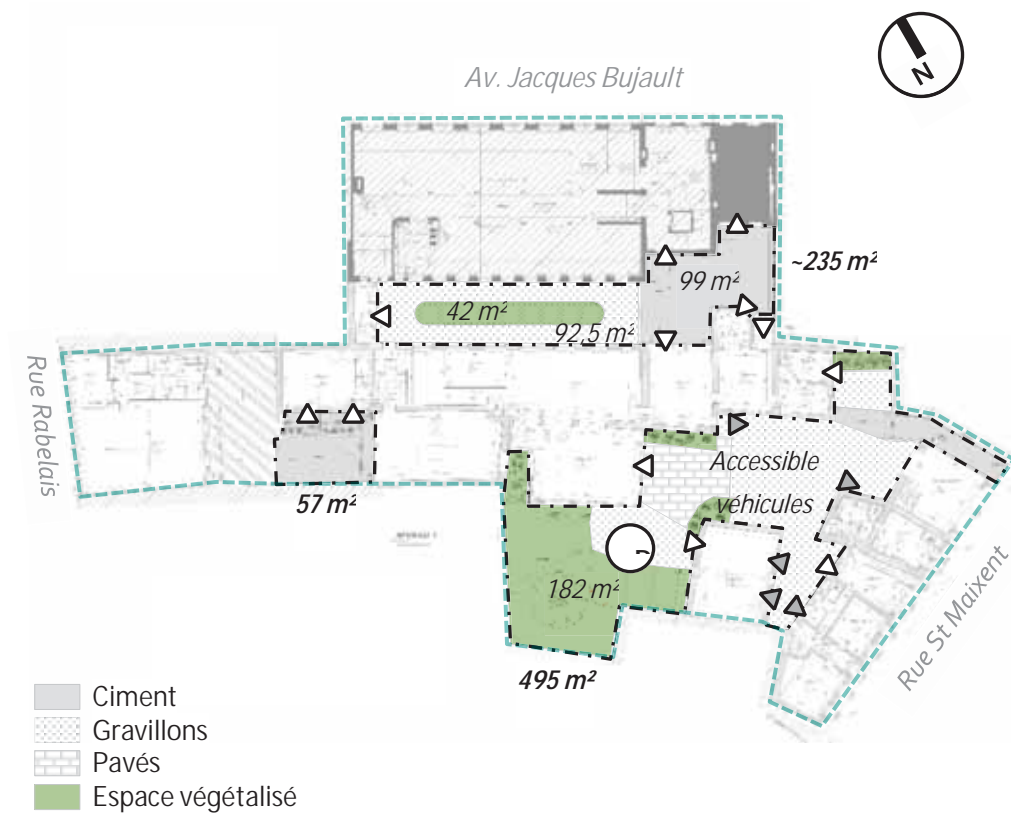 N
Av. Jacques Bujault
~235 m²
99 m²
42 m²
92,5 m²
Rue Rabelais
Accessible
véhicules
57 m²
182 m²
Rue St Maixent
495 m²
Ciment
Gravillons
Pavés
Espace végétalisé